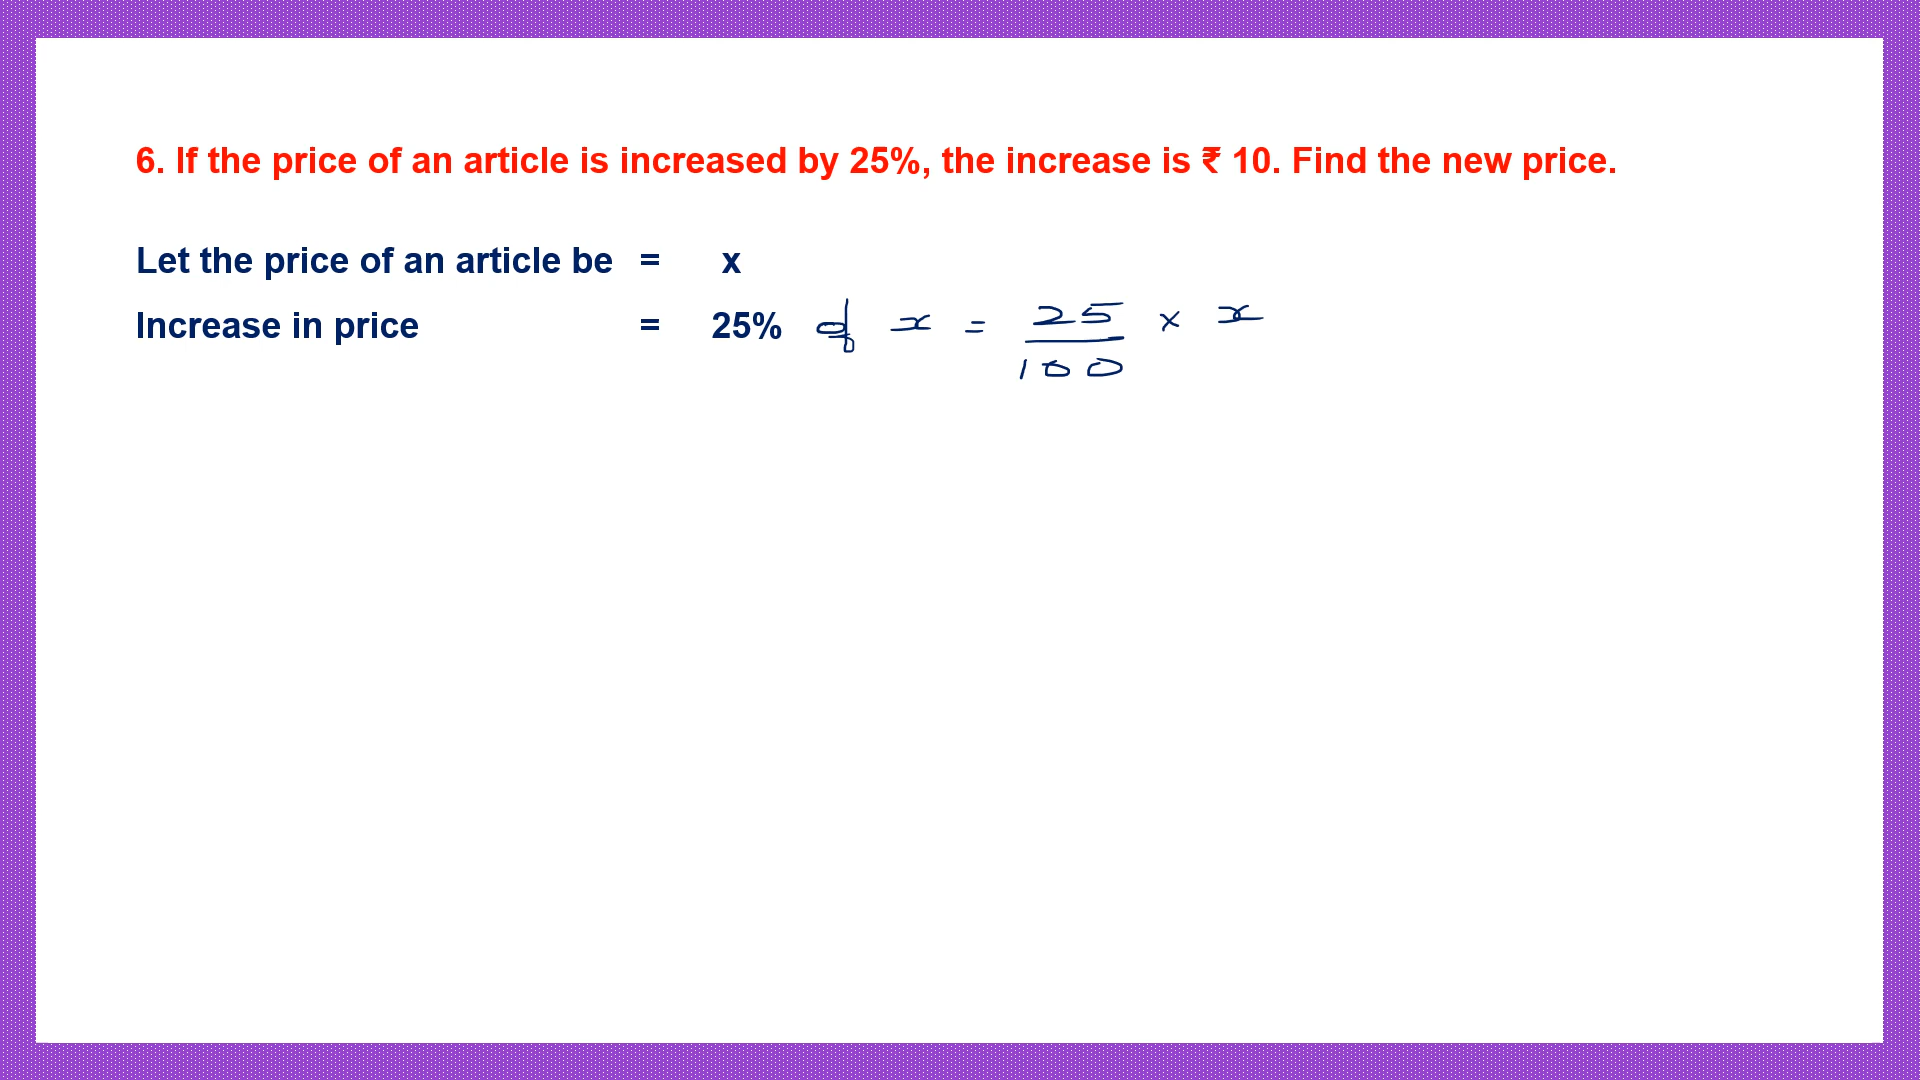 6. If the price of an article is increased by 25%, the increase is ₹ 10. Find the new price.
Let the price of an article be = x
Increase in price = 25% of x = 25/100 × x